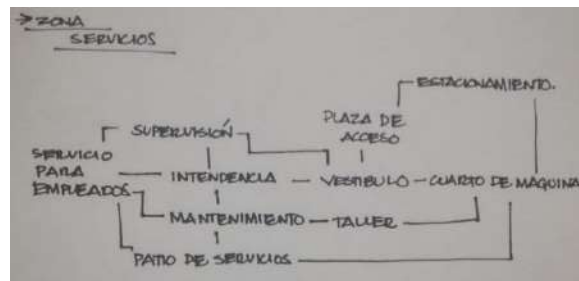 → ZONA
SERVICIOS
ESTACIONAMIENTO.
PLAZA DE
ACCESO
SUPERVISIÓN
SERVICIO
PARA
EMPLEADOS
INTENDENCIA
VESTIBULO
CUARTO DE MAQUINA
MANTENIMIENTO
TALLER
PATIO DE SERVICIOS